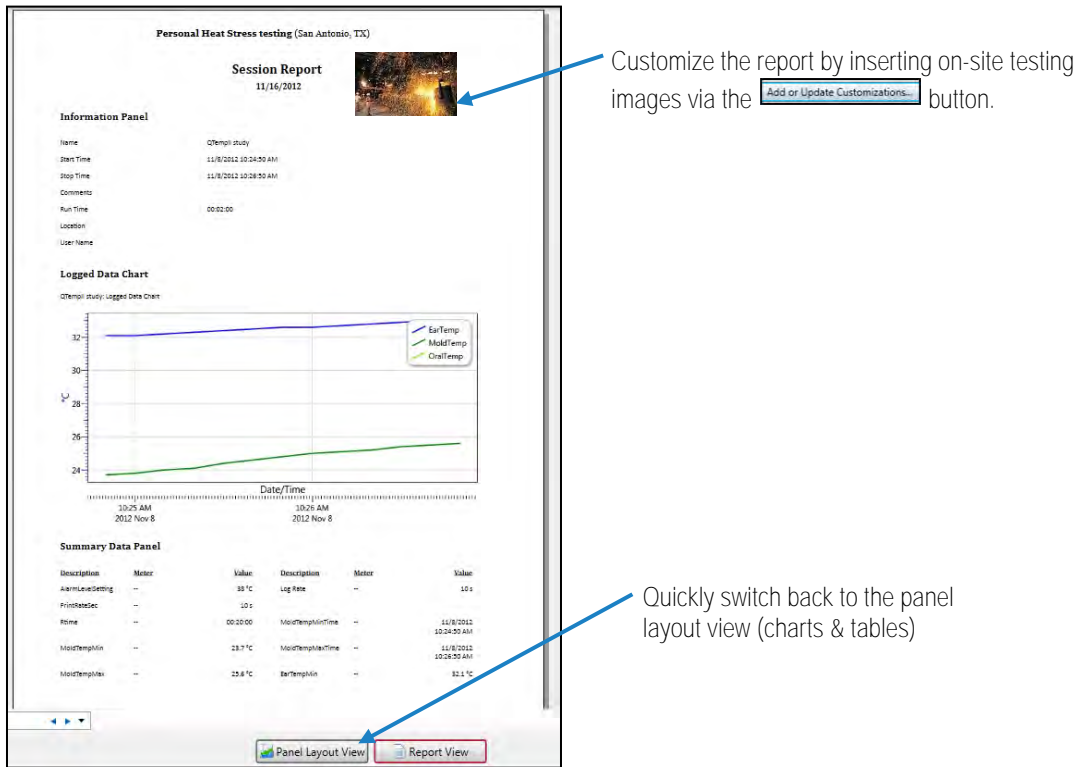 Personal Heat Stress testing (San Antonio, TX)
Session Report
11/16/2012
Customize the report by inserting on-site testing
images via the Add or Update Customizations... button.
Information Panel
Name QTempII study
Start Time 11/8/2012 10:24:50 AM
Stop Time 11/8/2012 10:26:50 AM
Comments
Run Time 00:02:00
Location
User Name
Logged Data Chart
QTempII study: Logged Data Chart
EarTemp
MoldTemp
OralTemp
°C
32
30
28
26
24
Date/Time
10:25 AM 10:26 AM
2012 Nov 8 2012 Nov 8
Summary Data Panel
Description Meter Value Description Meter Value
AlarmLevelSetting -- 38 °C Log Rate -- 10 s
PrintRateSec -- 10 s
Rtime -- 00:20:00 MoldTempMinTime -- 11/8/2012
10:24:50 AM
MoldTempMin -- 23.7 °C MoldTempMaxTime -- 11/8/2012
10:26:50 AM
MoldTempMax -- 25.6 °C EarTempMin -- 32.1 °C
Quickly switch back to the panel
layout view (charts & tables)
Panel Layout View Report View